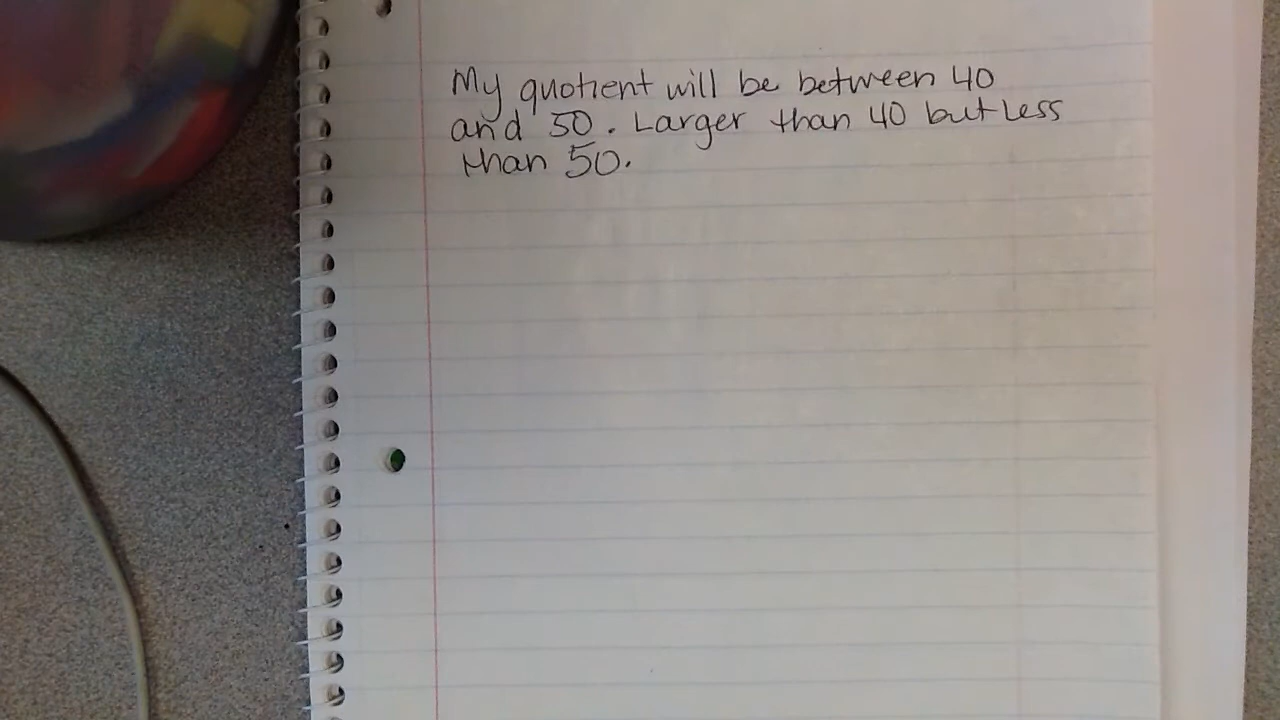 My quotient will be between 40
and 50. Larger than 40 but less
than 50.